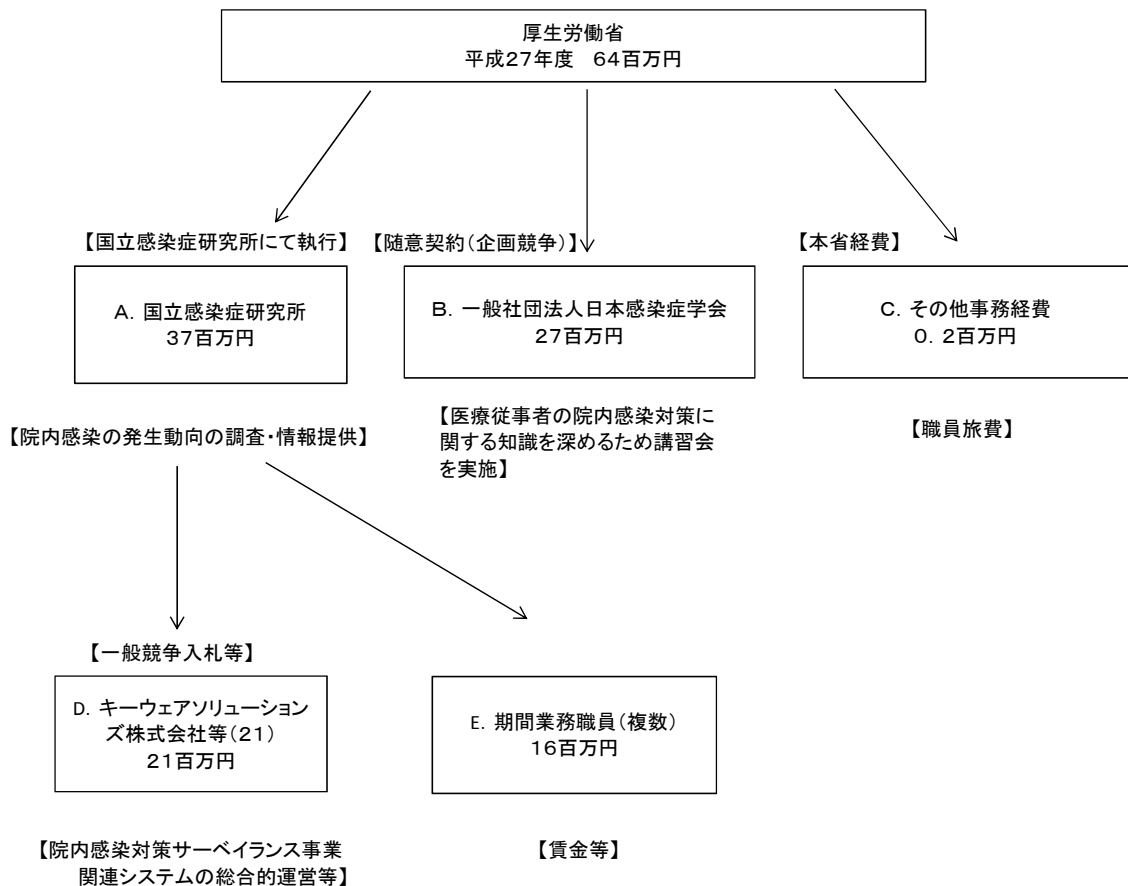 厚生労働省
平成27年度　64百万円
【国立感染症研究所にて執行】
【随意契約（企画競争）】
【本省経費】
A．国立感染症研究所
37百万円
B．一般社団法人日本感染症学会
27百万円
C．その他事務経費
0．2百万円
【院内感染の発生動向の調査・情報提供】
【医療従事者の院内感染対策に
関する知識を深めるため講習会
を実施】
【職員旅費】
【一般競争入札等】
D．キーウェアソリューション
ズ株式会社等（21）
21百万円
E．期間業務職員（複数）
16百万円
【院内感染対策サーベイランス事業
関連システムの総合的運営等】
【賃金等】